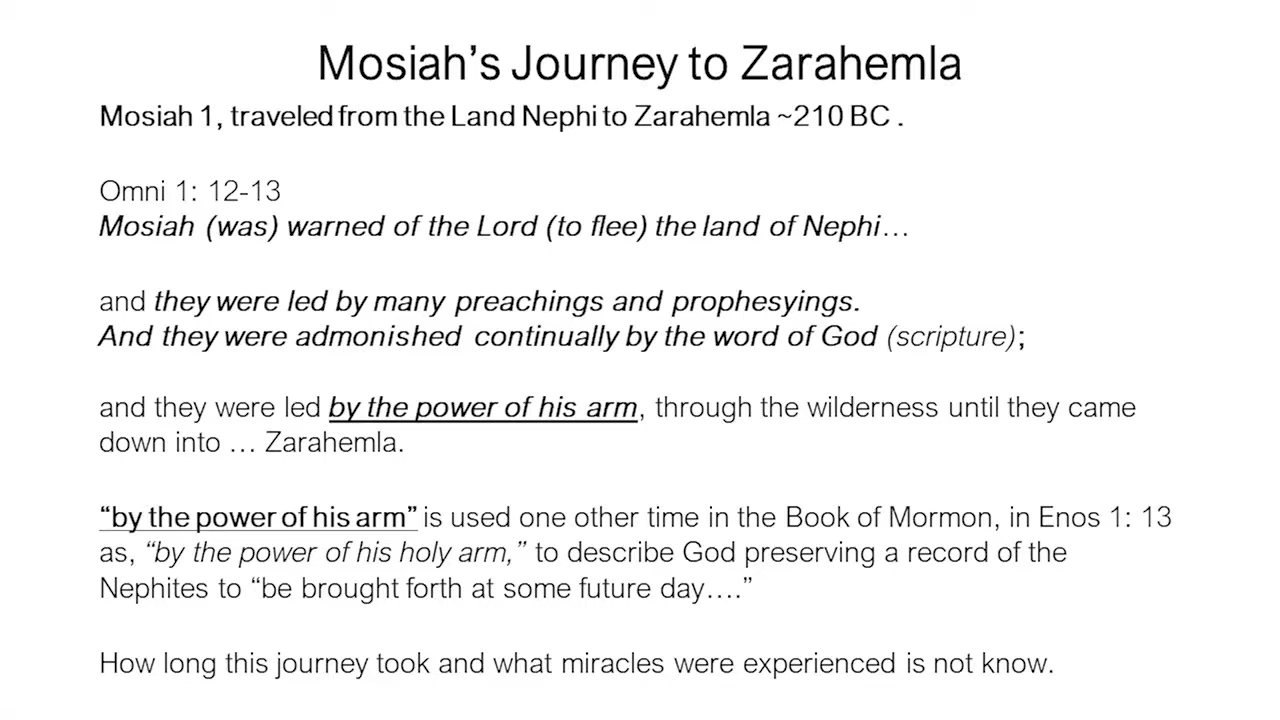 Mosiah's Journey to Zarahemla
Mosiah 1, traveled from the Land Nephi to Zarahemla ~210 BC .
Omni 1: 12-13
Mosiah (was) warned of the Lord (to flee) the land of Nephi…
and they were led by many preachings and prophesyings.
And they were admonished continually by the word of God (scripture);
and they were led by the power of his arm, through the wilderness until they came
down into … Zarahemla.
“by the power of his arm” is used one other time in the Book of Mormon, in Enos 1: 13
as, “by the power of his holy arm,” to describe God preserving a record of the
Nephites to “be brought forth at some future day….”
How long this journey took and what miracles were experienced is not know.